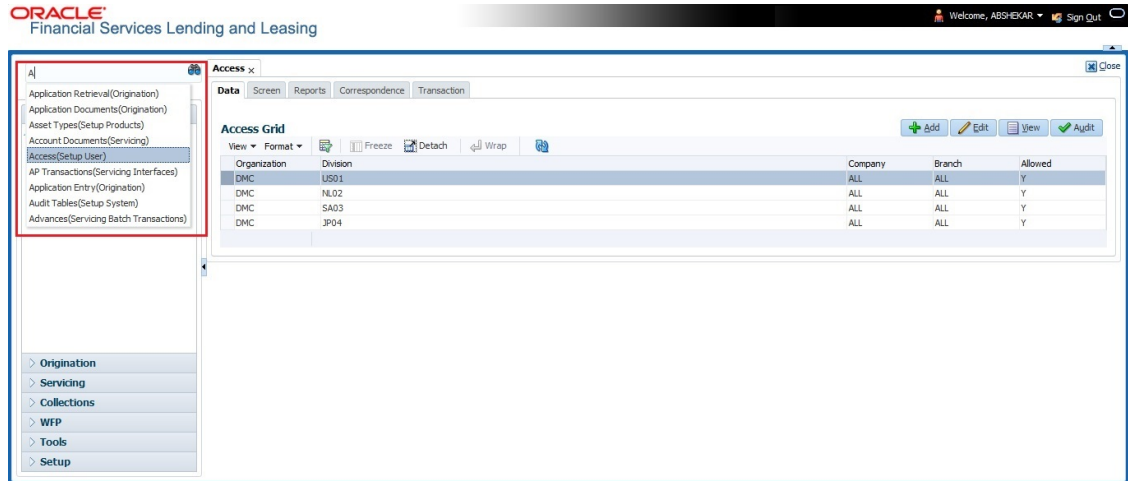 ORACLE
Financial Services Lending and Leasing
Welcome, ABSHEKAR
Sign Out
A
Application Retrieval(Origination)
Application Documents(Origination)
Asset Types(Setup Products)
Account Documents(Servicing)
Access(Setup User)
AP Transactions(Servicing Interfaces)
Application Entry(Origination)
Audit Tables(Setup System)
Advances(Servicing Batch Transactions)
Origination
Servicing
Collections
WFP
Tools
Setup
Access x
Close
Data Screen Reports Correspondence Transaction
Access Grid
Add Edit View Audit
View Format Freeze Detach Wrap
Organization Division Company Branch Allowed
DMC US01 ALL ALL Y
DMC NL02 ALL ALL Y
DMC SA03 ALL ALL Y
DMC JP04 ALL ALL Y